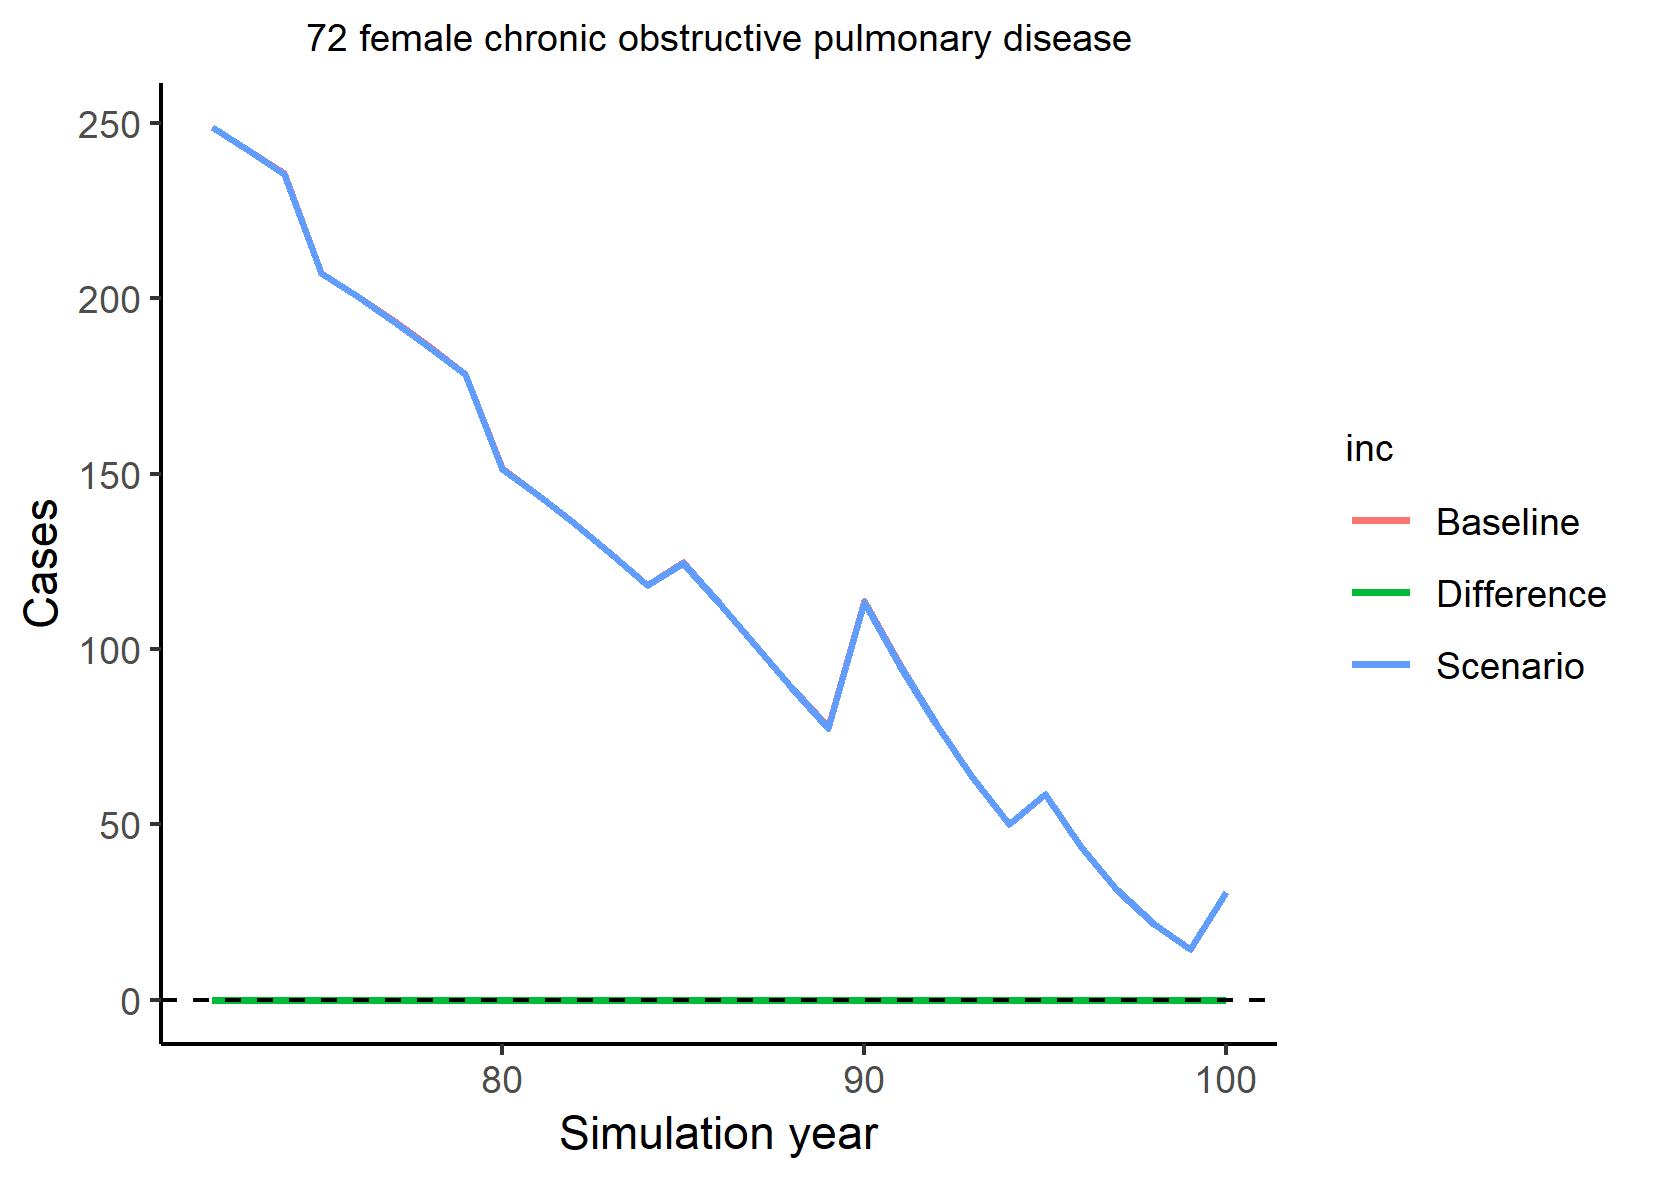 72 female chronic obstructive pulmonary disease
250
200
150
100
50
0
Cases
80 90 100
Simulation year
inc
Baseline
Difference
Scenario